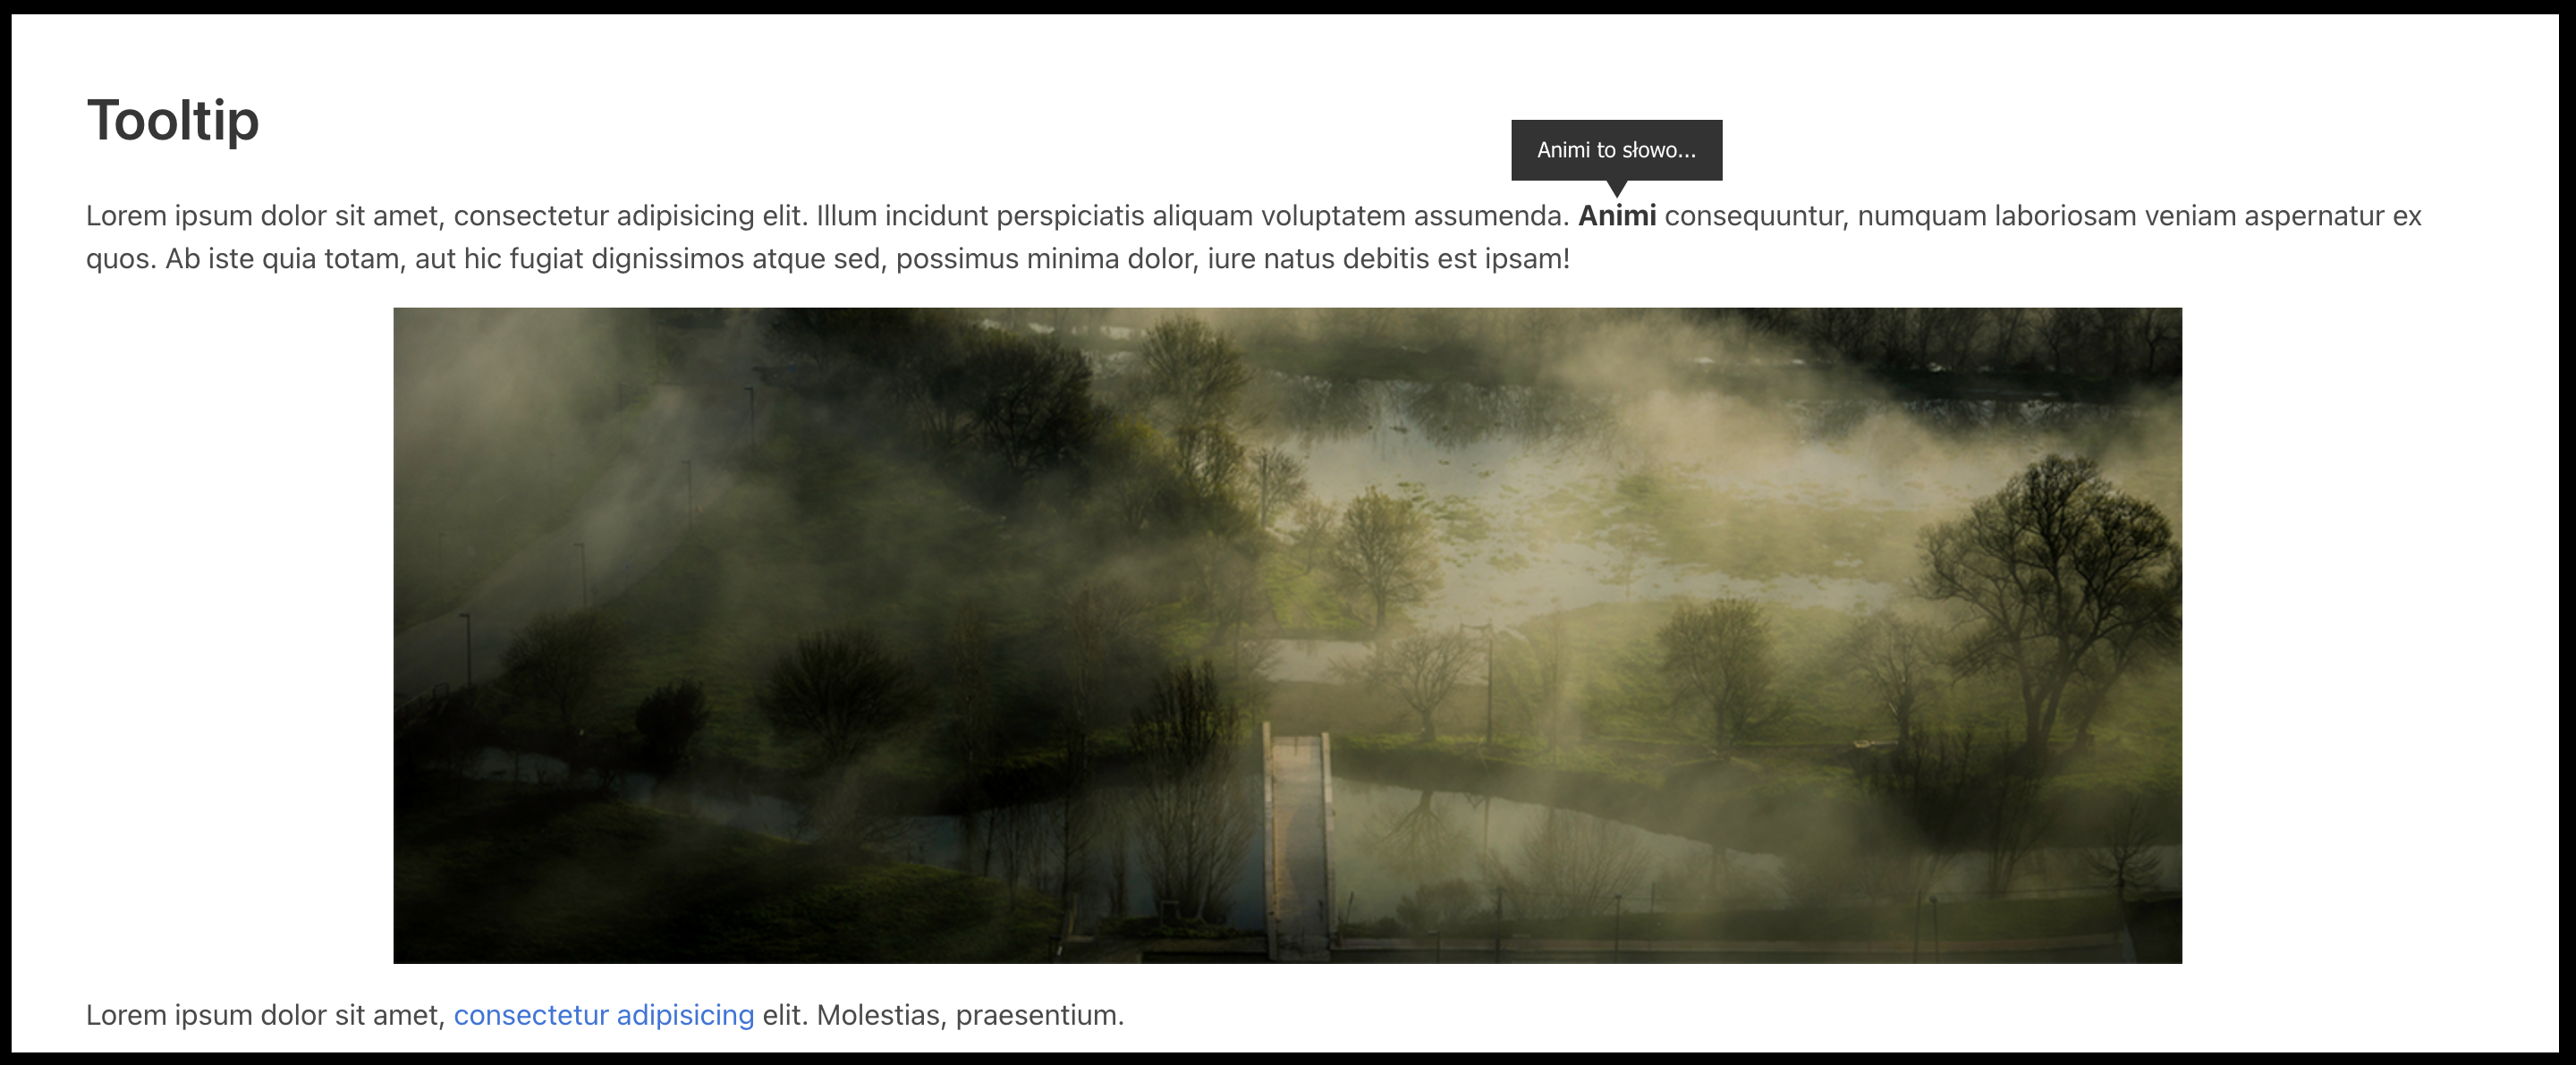 Tooltip
Animi to słowo...
Lorem ipsum dolor sit amet, consectetur adipisicing elit. Illum incidunt perspiciatis aliquam voluptatem assumenda. Animi consequuntur, numquam laboriosam veniam aspernatur ex
quos. Ab iste quia totam, aut hic fugiat dignissimos atque sed, possimus minima dolor, iure natus debitis est ipsam!
Lorem ipsum dolor sit amet, consectetur adipisicing elit. Molestias, praesentium.